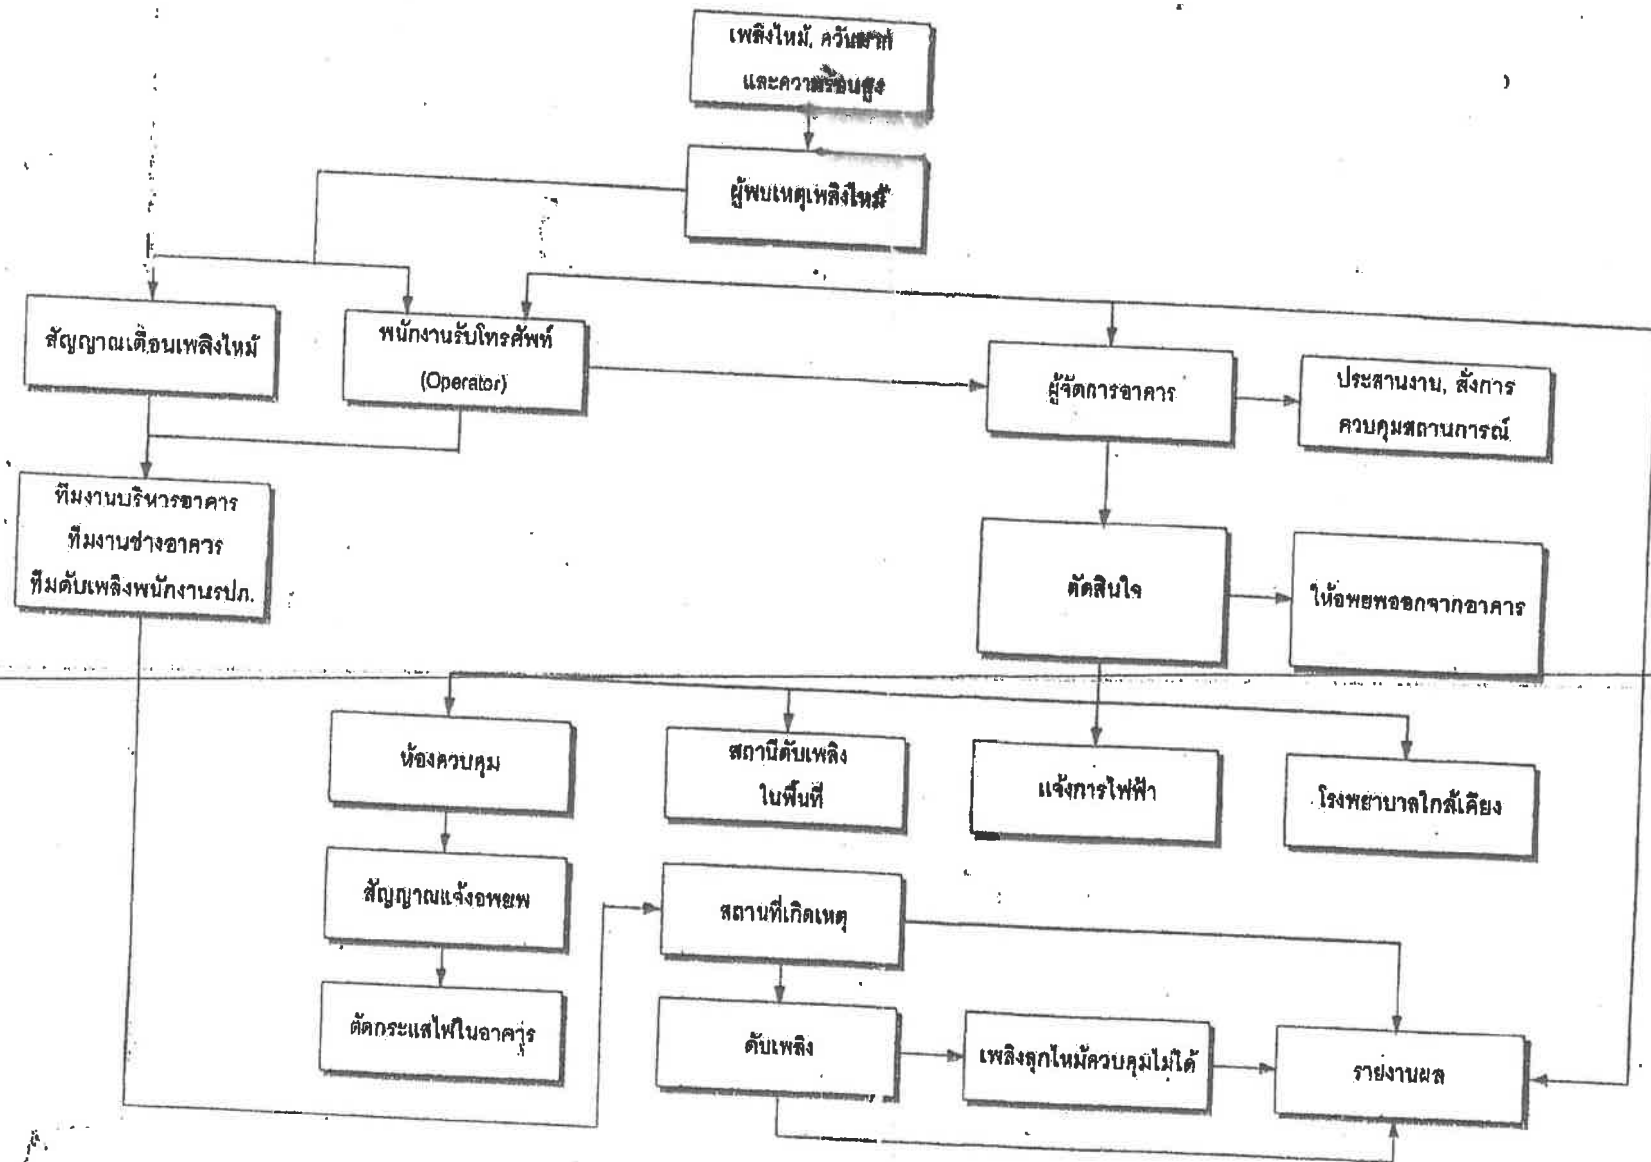 เพลิงไหม้, ควันมาก
และความร้อนสูง
ผู้พบเหตุเพลิงไหม้
สัญญาณเตือนเพลิงไหม้
พนักงานรับโทรศัพท์
(Operator)
ผู้จัดการอาคาร
ประสานงาน, สั่งการ
ควบคุมสถานการณ์
ทีมงานบริหารอาคาร
ทีมงานช่างอาควร
ทีมดับเพลิงพนักงานรปภ.
ตัดสินใจ
ให้อพยพออกจากอาคาร
ห้องควบคุม
สถานีดับเพลิง
ในพื้นที่
แจ้งการไฟฟ้า
โรงพยาบาลใกล้เคียง
สัญญาณแจ้งอพยพ
สถานที่เกิดเหตุ
ตัดกระแสไฟในอาคาร
ดับเพลิง
เพลิงลุกไหม้ควบคุมไม่ได้
รายงานผล